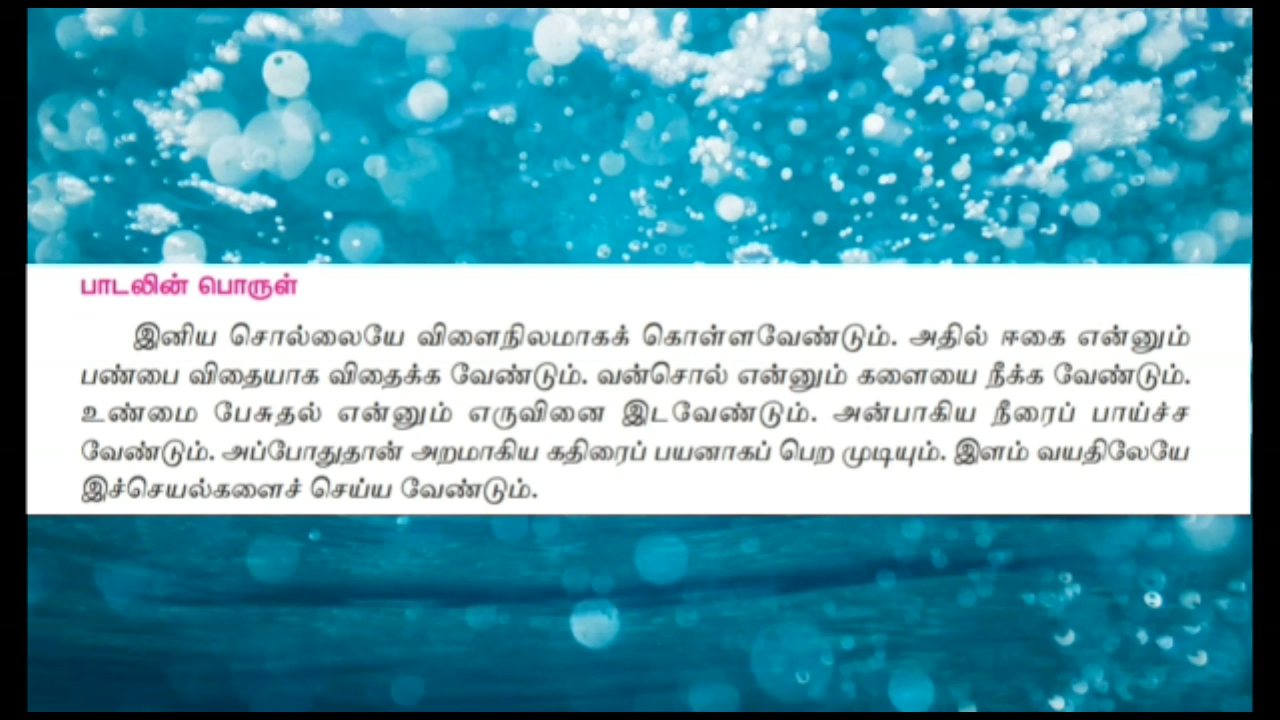 பாடலின் பொருள்
இனிய சொல்லையே விளைநிலமாகக் கொள்ளவேண்டும். அதில் ஈகை என்னும்
பண்பை விதையாக விதைக்க வேண்டும். வன்சொல் என்னும் களையை நீக்க வேண்டும்.
உண்மை பேசுதல் என்னும் எருவினை இடவேண்டும். அன்பாகிய நீரைப் பாய்ச்ச
வேண்டும். அப்போதுதான் அறமாகிய கதிரைப் பயனாகப் பெற முடியும். இளம் வயதிலேயே
இச்செயல்களைச் செய்ய வேண்டும்.